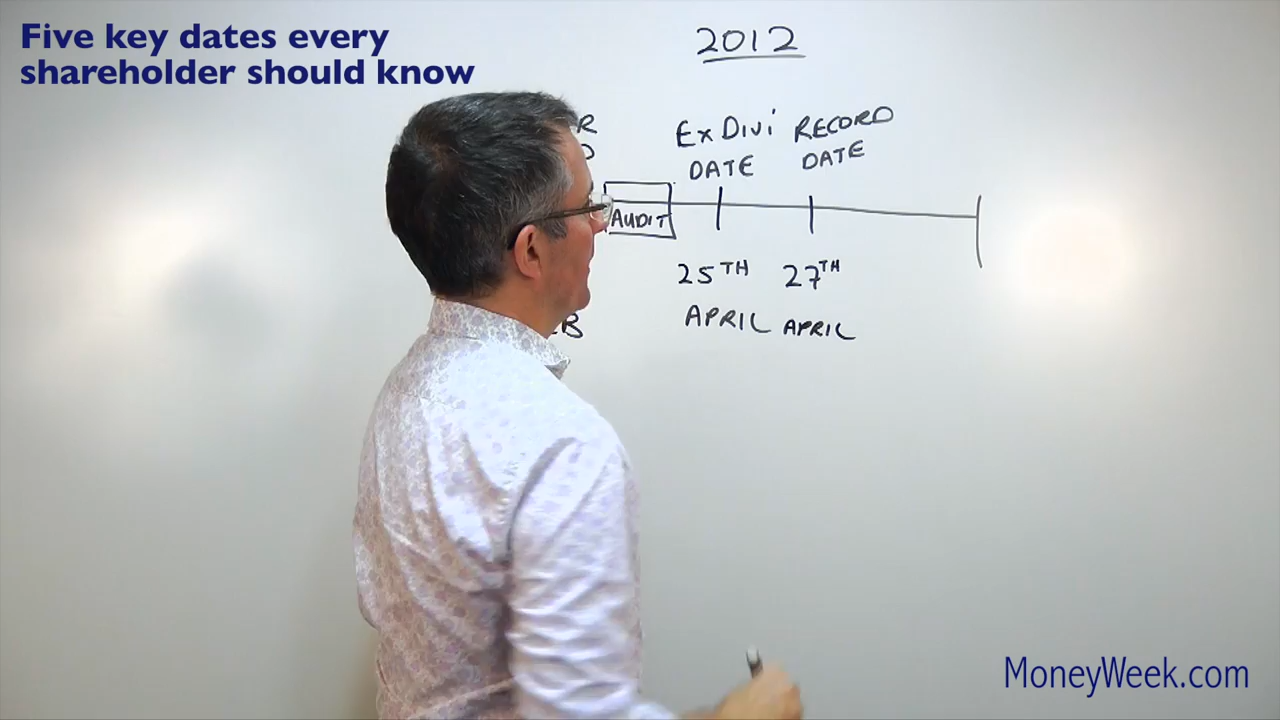 Five key dates every
shareholder should know
2012
Ex Divi
DATE
RECORD
DATE
AUDIT
25TH
APRIL
27TH
APRIL
MoneyWeek.com